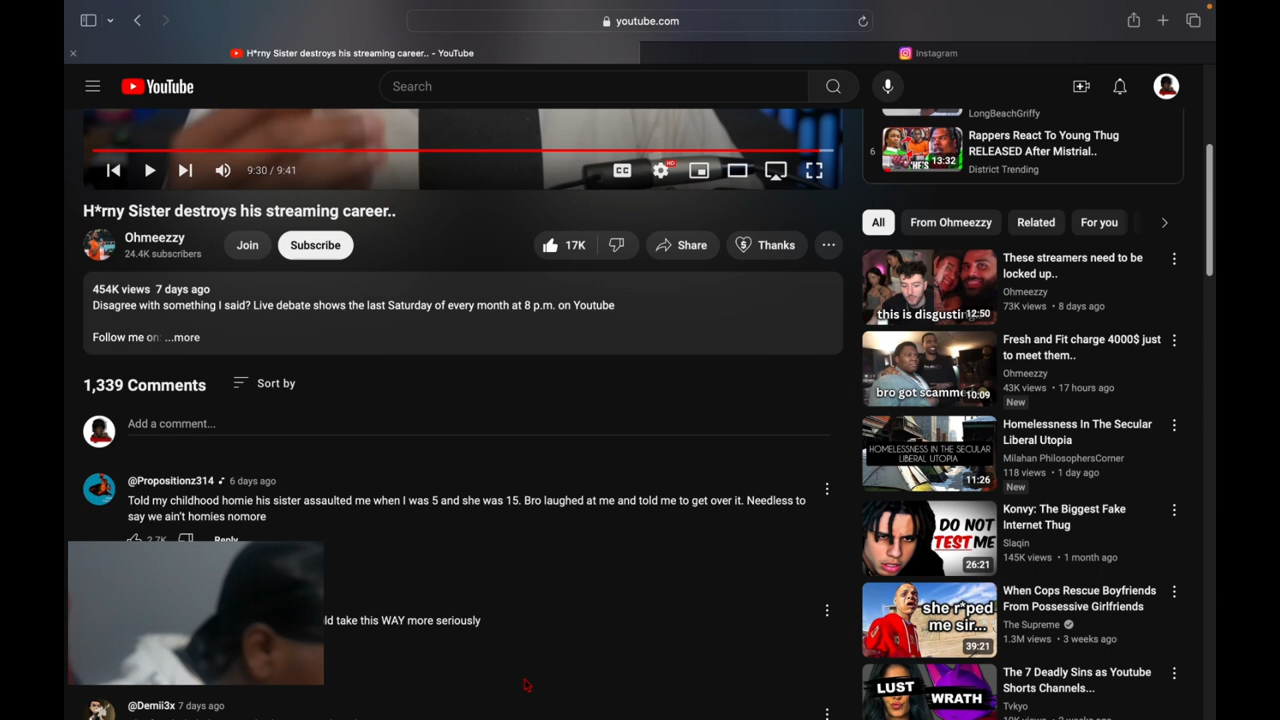 youtube.com
H*rny Sister destroys his streaming career.. - YouTube
Instagram
YouTube
Search
9:30 / 9:41
CC
HD
H*rny Sister destroys his streaming career..
Ohmeezzy
24.4K subscribers
Join
Subscribe
17K
Share
Thanks
454K views 7 days ago
Disagree with something I said? Live debate shows the last Saturday of every month at 8 p.m. on Youtube
Follow me on: ...more
1,339 Comments
Sort by
Add a comment...
@Propositionz314 6 days ago
Told my childhood homie his sister assaulted me when I was 5 and she was 15. Bro laughed at me and told me to get over it. Needless to
say we ain't homies nomore
2.7K
Reply
ld take this WAY more seriously
@Demii3x 7 days ago
LongBeachGriffy
6
13:32
Rappers React To Young Thug
RELEASED After Mistrial..
District Trending
All
From Ohmeezzy
Related
For you
this is disgusting
12:50
These streamers need to be
locked up..
Ohmeezzy
73K views • 8 days ago
bro got scamme
10:09
Fresh and Fit charge 4000$ just
to meet them..
Ohmeezzy
43K views • 17 hours ago
New
HOMELESSNESS IN THE SECULAR
LIBERAL UTOPIA
11:26
Homelessness In The Secular
Liberal Utopia
Milahan PhilosophersCorner
118 views • 1 day ago
New
DO NOT
TEST ME
26:21
Konvy: The Biggest Fake
Internet Thug
Slaqin
145K views • 1 month ago
she r*ped
me sir...
39:21
When Cops Rescue Boyfriends
From Possessive Girlfriends
The Supreme
1.3M views • 3 weeks ago
LUST
WRATH
The 7 Deadly Sins as Youtube
Shorts Channels...
Tvkyo